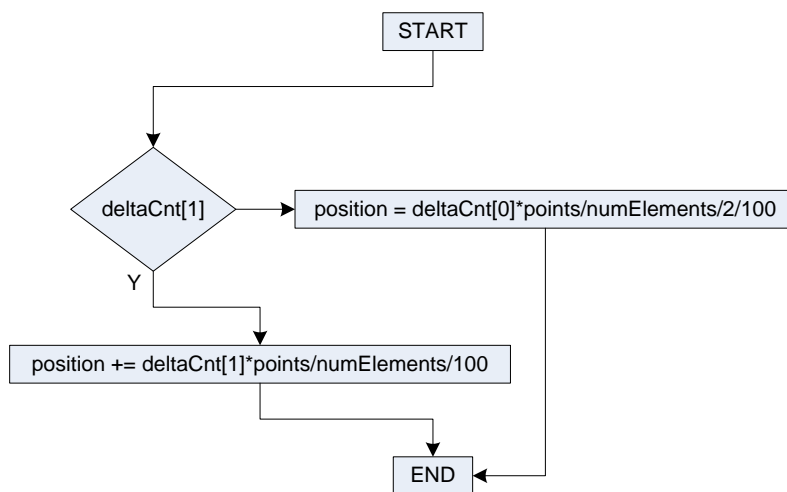 START
deltaCnt[1]
position = deltaCnt[0]*points/numElements/2/100
Y
position += deltaCnt[1]*points/numElements/100
END